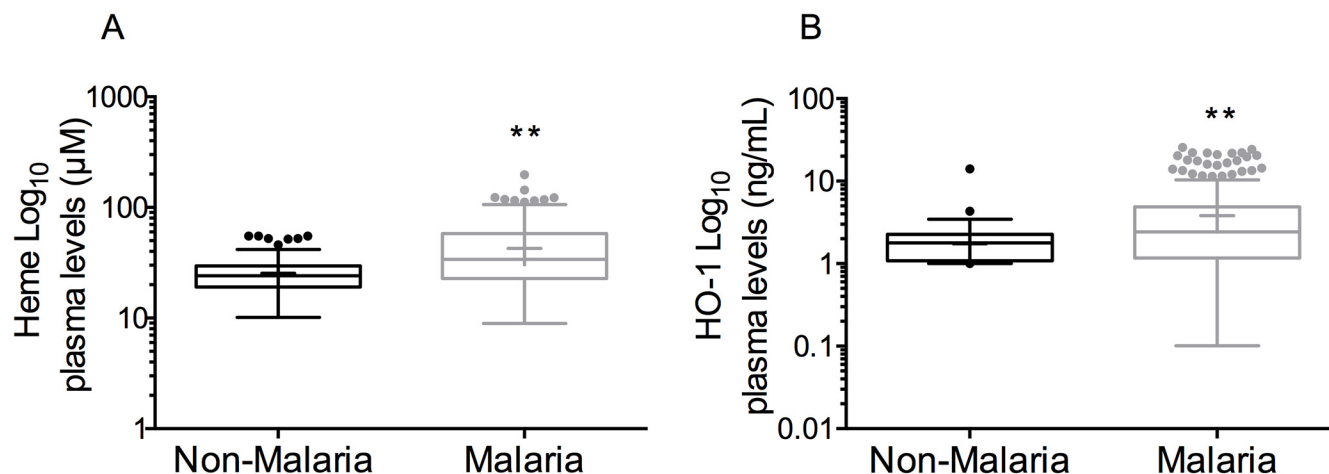 A
Heme Log10
plasma levels (µM)
1000
100
10
1
**
Non-Malaria
Malaria
B
HO-1 Log10
plasma levels (ng/mL)
100
10
1
0.1
0.01
**
Non-Malaria
Malaria